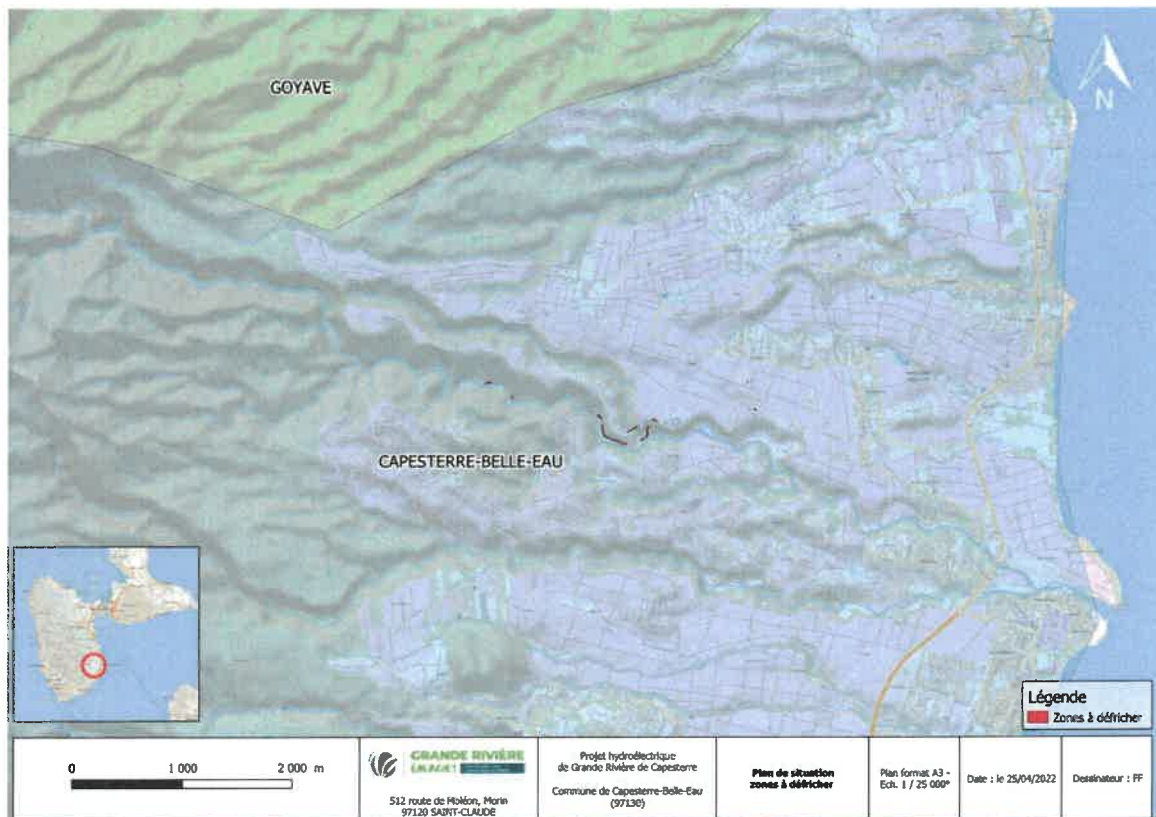 GOYAVE
N
CAPESTERRE-BELLE-EAU
Légende
Zones à défricher
0 1 000 2 000 m
GRANDE RIVIÈRE
512 route de Moléon, Morin
97120 SAINT-CLAUDE
Projet hydroélectrique
de Grande Rivière de Capesterre
Commune de Capesterre-Belle-Eau
(97130)
Plan de situation
zones à défricher
Plan format A3 -
Ech. 1 / 25 000°
Date : le 25/04/2022
Dessinateur : FF